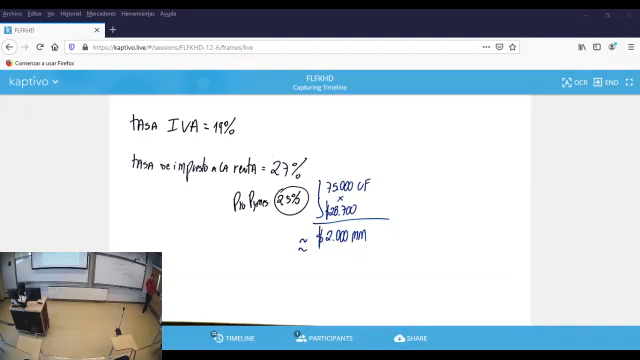 Archivo Editar Ver Historial Marcadores Herramientas Ayuda
FLFKHD
https://kaptivo.live/#/sessions/FLFKHD-12-6/frames/live
Comenzar a usar Firefox
kaptivo
FLFKHD
Capturing Timeline
OCR
END
TASA IVA = 19%
TASA DE IMPUESTO A LA RENTA = 27%
Pro Pymes 25%
75.000 UF
x
$28.700
≈ $2.000 MM
TIMELINE
PARTICIPANTS
SHARE